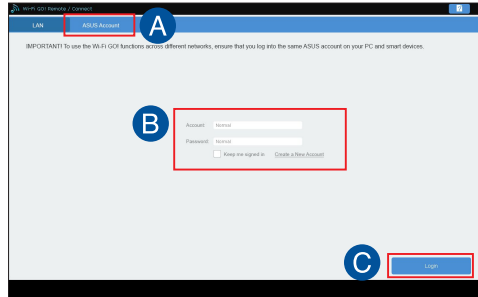 Wi-Fi GO! Remote / Connect
LAN
ASUS Account
A
IMPORTANT! To use the Wi-Fi GO! functions across different networks, ensure that you log into the same ASUS account on your PC and smart devices.
B
Account: Normal
Password: Normal
Keep me signed in Create a New Account
C
Login